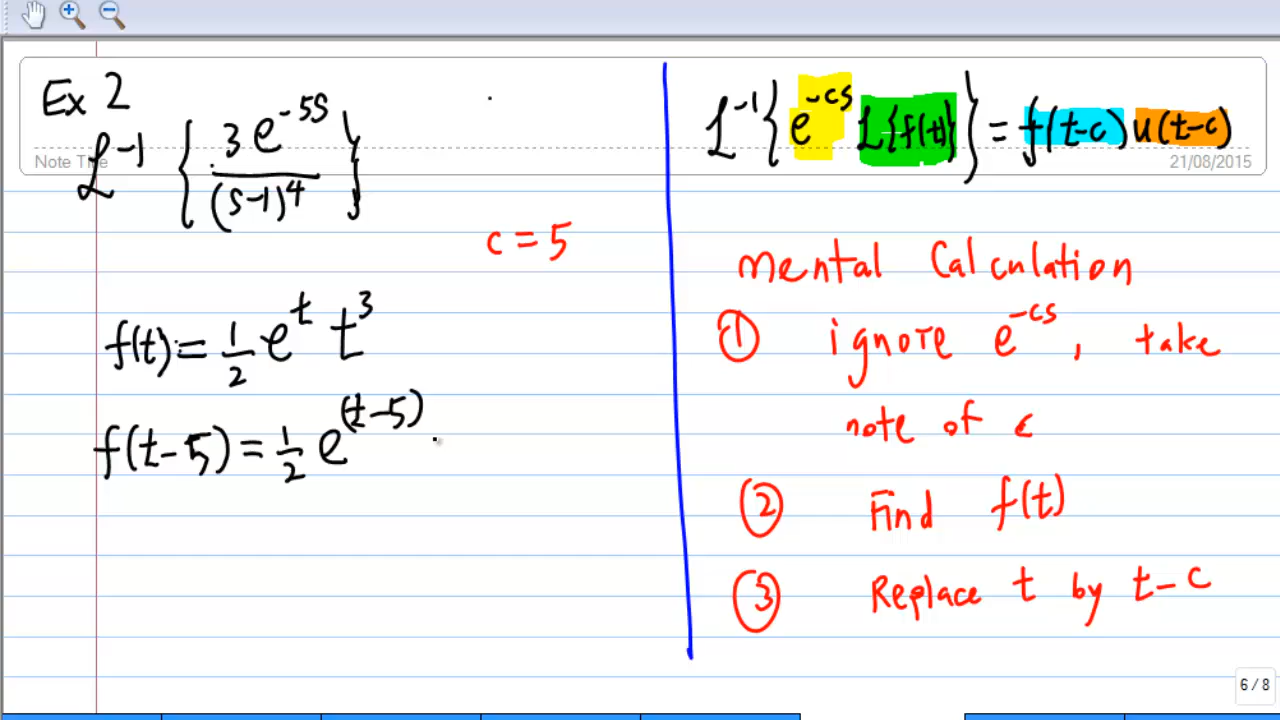 Ex 2
L⁻¹ { 3e^(-5s) / (s-1)^4 }
c = 5
f(t) = 1/2 e^t t^3
f(t-5) = 1/2 e^(t-5)
L⁻¹{ e^(-cs) L{f(t)} } = f(t-c) u(t-c)
Note Title
21/08/2015
mental Calculation
① ignore e^(-cs), take
note of c
② Find f(t)
③ Replace t by t-c
6 / 8